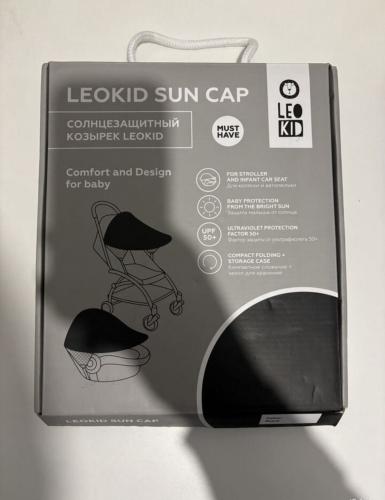 LEOKID SUN CAP
СОЛНЦЕЗАЩИТНЫЙ
КОЗЫРЕК LEOKID
MUST
HAVE
LEO
KID
Comfort and Design
for baby
FOR STROLLER
AND INFANT CAR SEAT
Для коляски и автолюльки
BABY PROTECTION
FROM THE BRIGHT SUN
Защита малыша от солнца
UPF
50+
ULTRAVIOLET PROTECTION
FACTOR 50+
Фактор защиты от ультрафиолета 50+
COMPACT FOLDING +
STORAGE CASE
Компактное сложение +
чехол для хранения
LEOKID SUN CAP